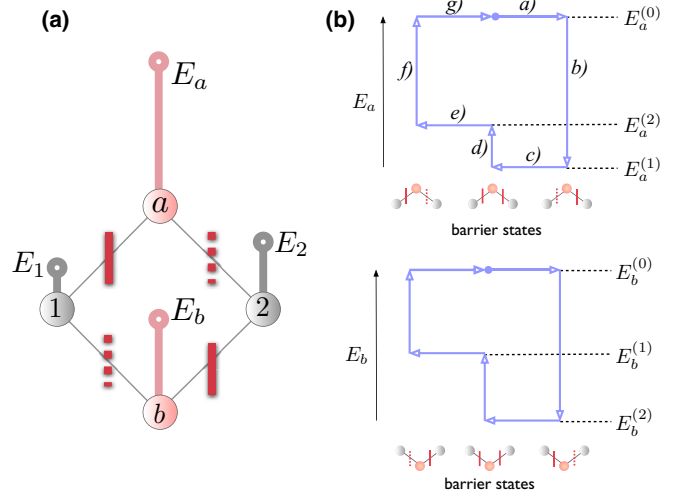 (a)
E_a
a
E_1
1
E_2
2
E_b
b
(b)
g)
a)
E_a^{(0)}
b)
f)
E_a
e)
E_a^{(2)}
d)
c)
E_a^{(1)}
barrier states
E_b^{(0)}
E_b
E_b^{(1)}
E_b^{(2)}
barrier states